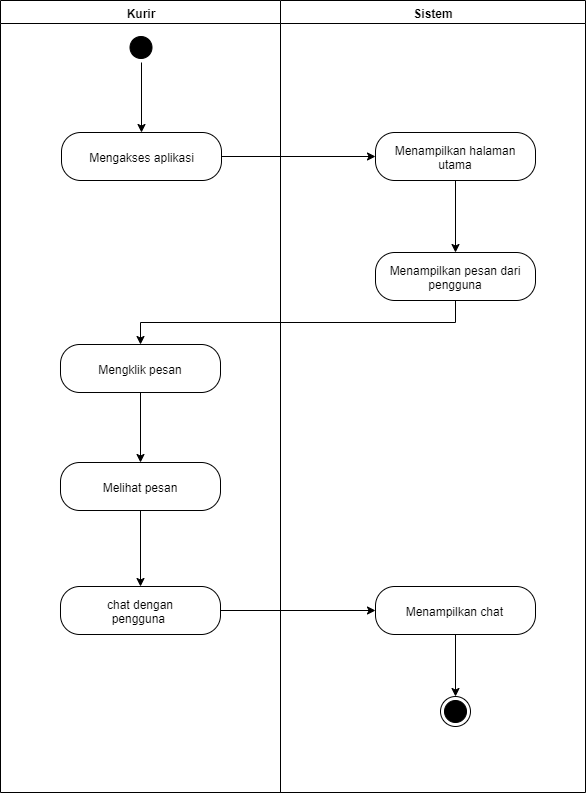 Kurir
Sistem
Mengakses aplikasi
Menampilkan halaman
utama
Menampilkan pesan dari
pengguna
Mengklik pesan
Melihat pesan
chat dengan
pengguna
Menampilkan chat